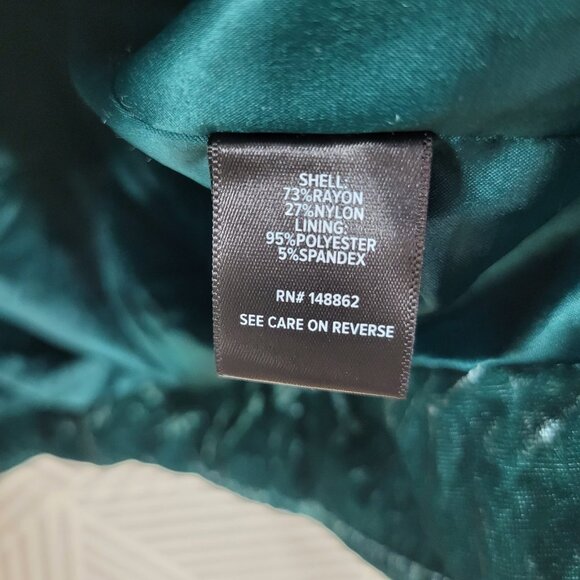 SHELL:
73%RAYON
27%NYLON
LINING:
95%POLYESTER
5%SPANDEX
RN# 148862
SEE CARE ON REVERSE